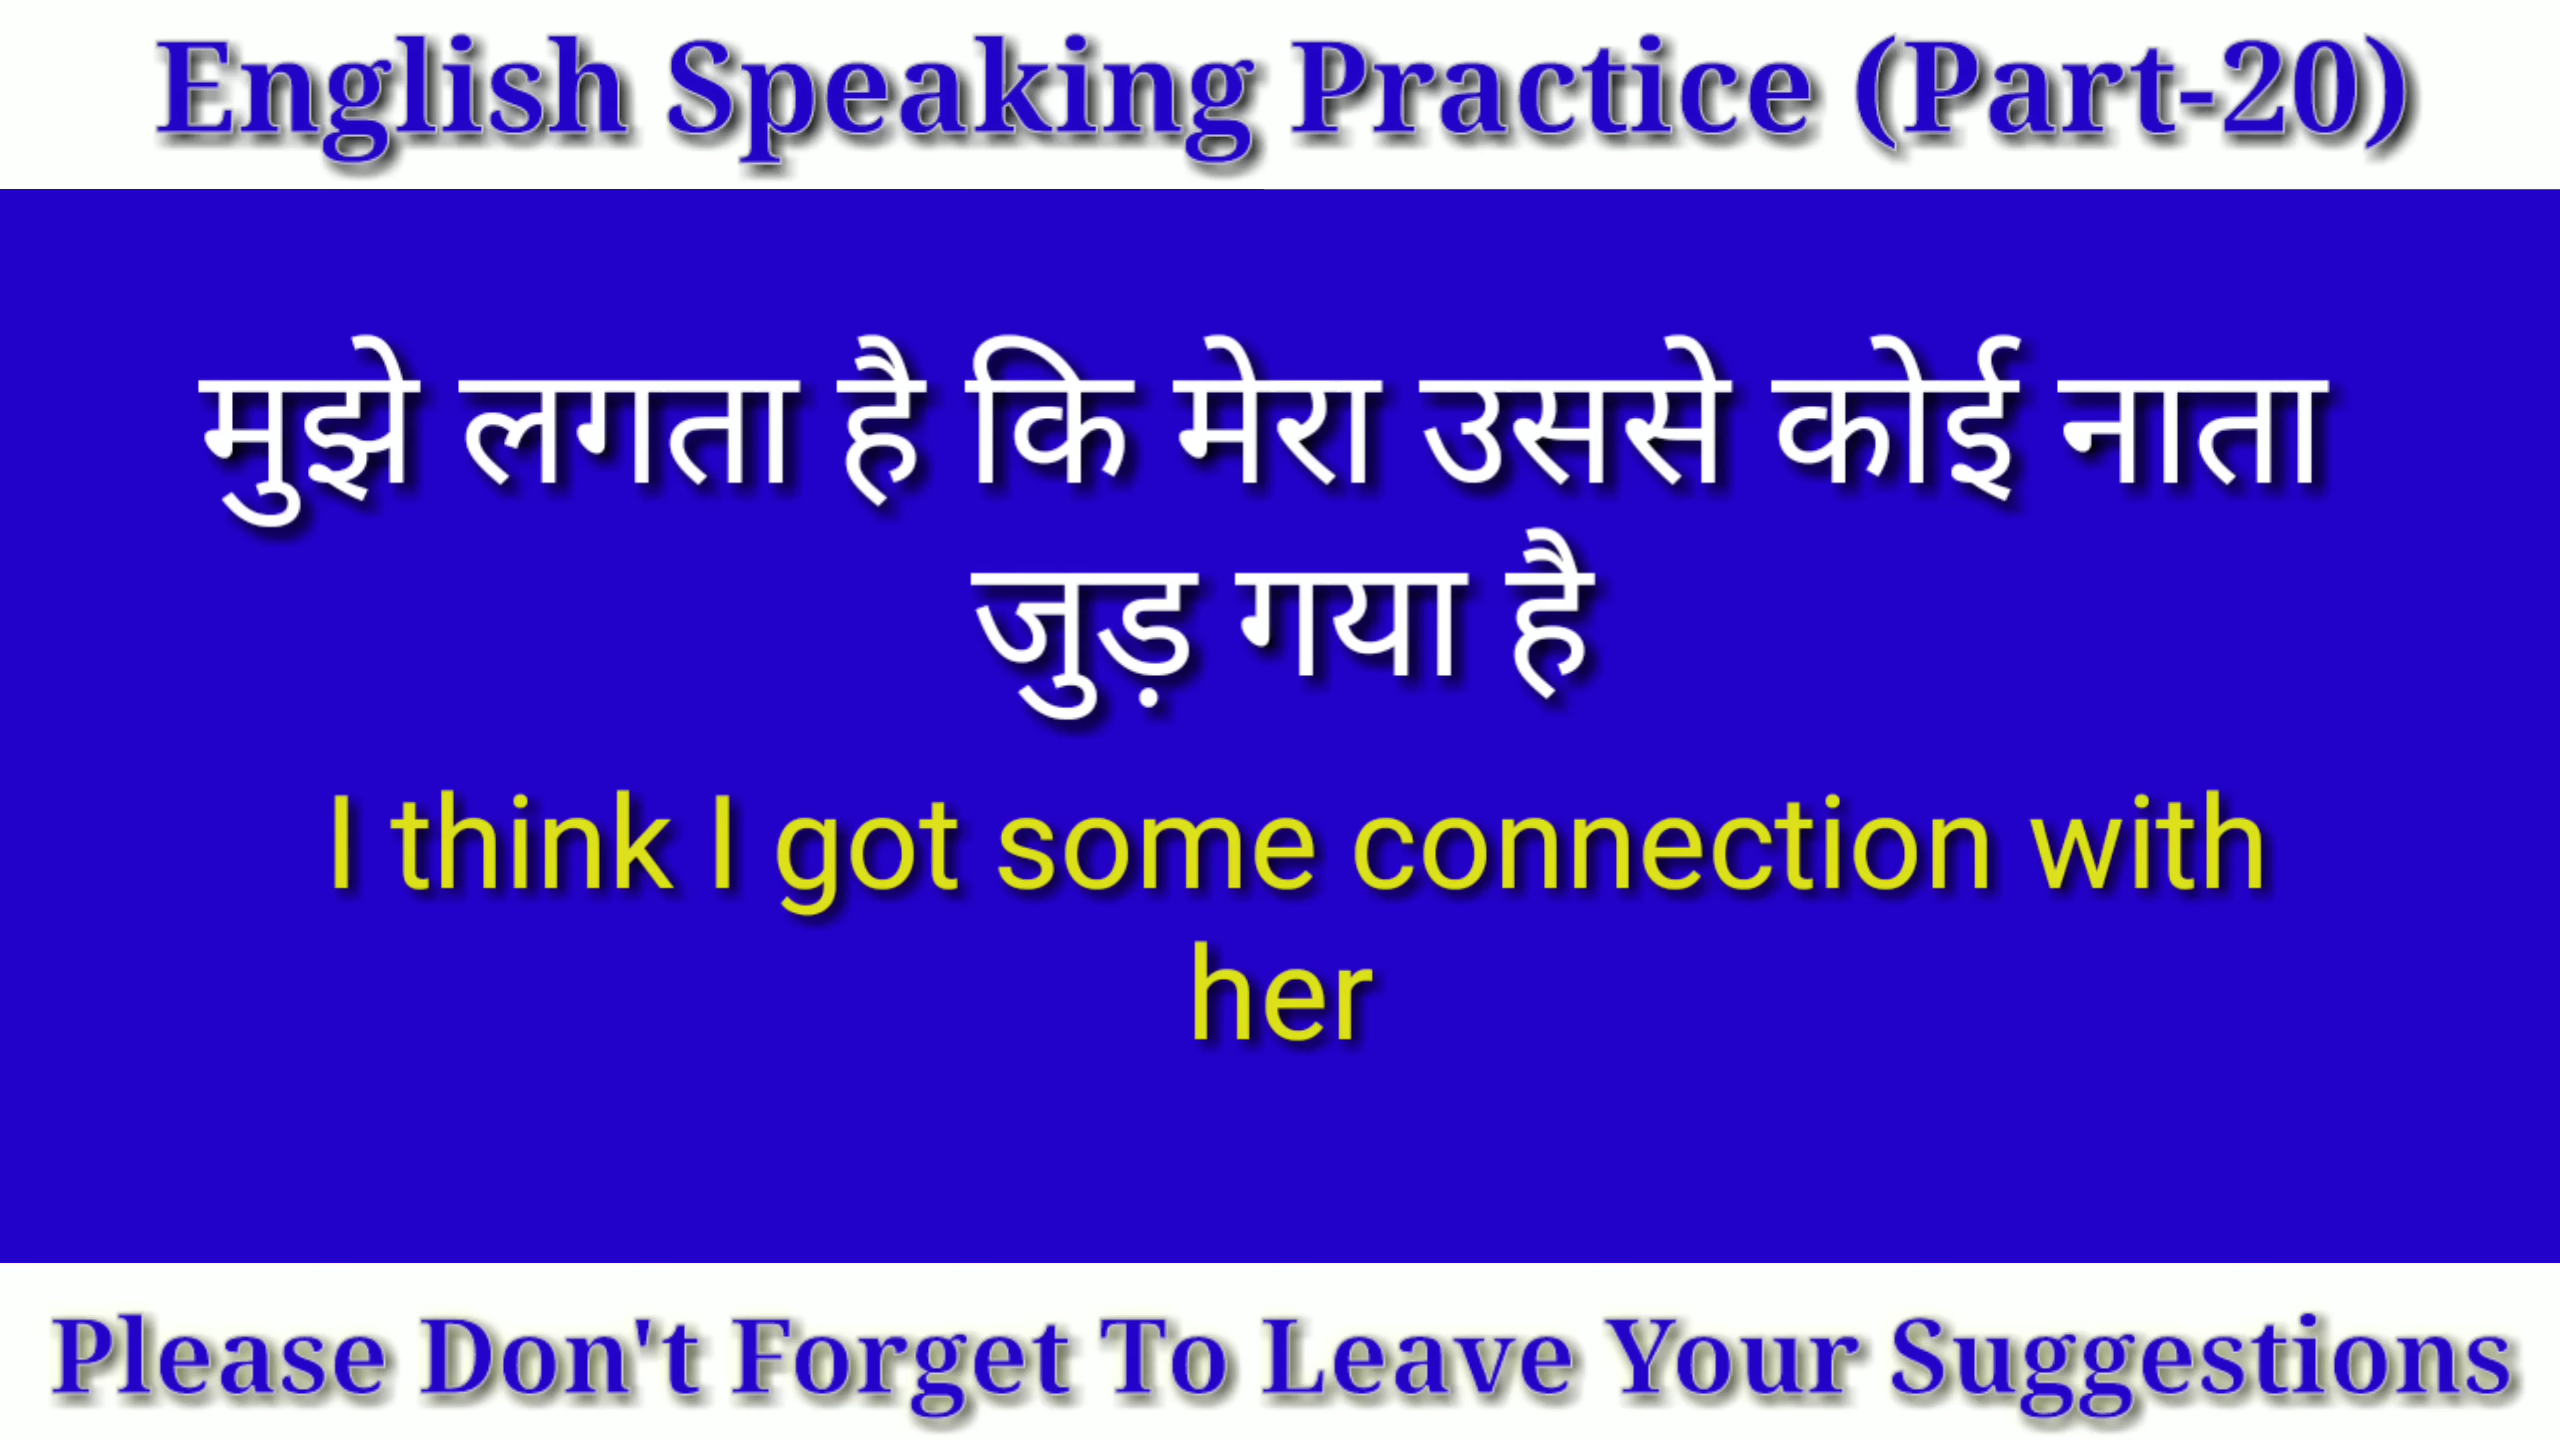 English Speaking Practice (Part-20)
मुझे लगता है कि मेरा उससे कोई नाता
जुड़ गया है
I think I got some connection with
her
Please Don't Forget To Leave Your Suggestions